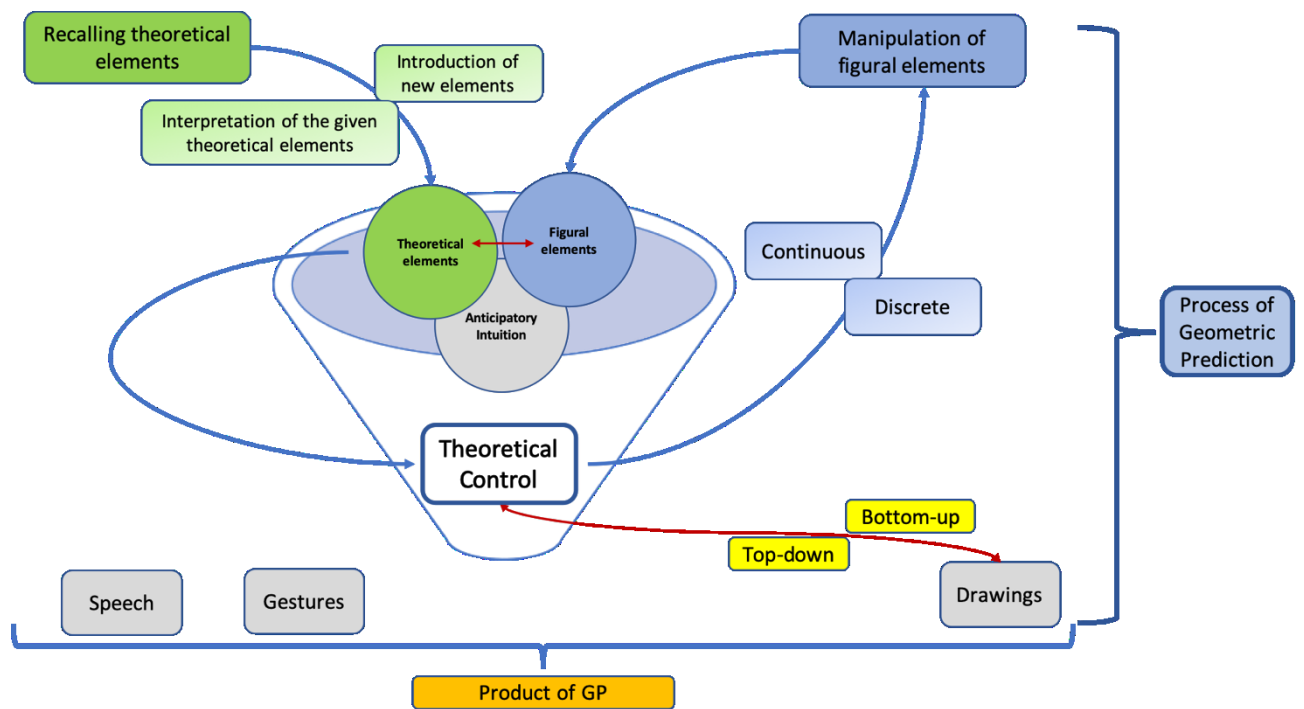 Recalling theoretical
elements
Introduction of
new elements
Interpretation of the given
theoretical elements
Manipulation of
figural elements
Theoretical
elements
Figural
elements
Anticipatory
Intuition
Continuous
Discrete
Process of
Geometric
Prediction
Theoretical
Control
Bottom-up
Top-down
Speech
Gestures
Drawings
Product of GP